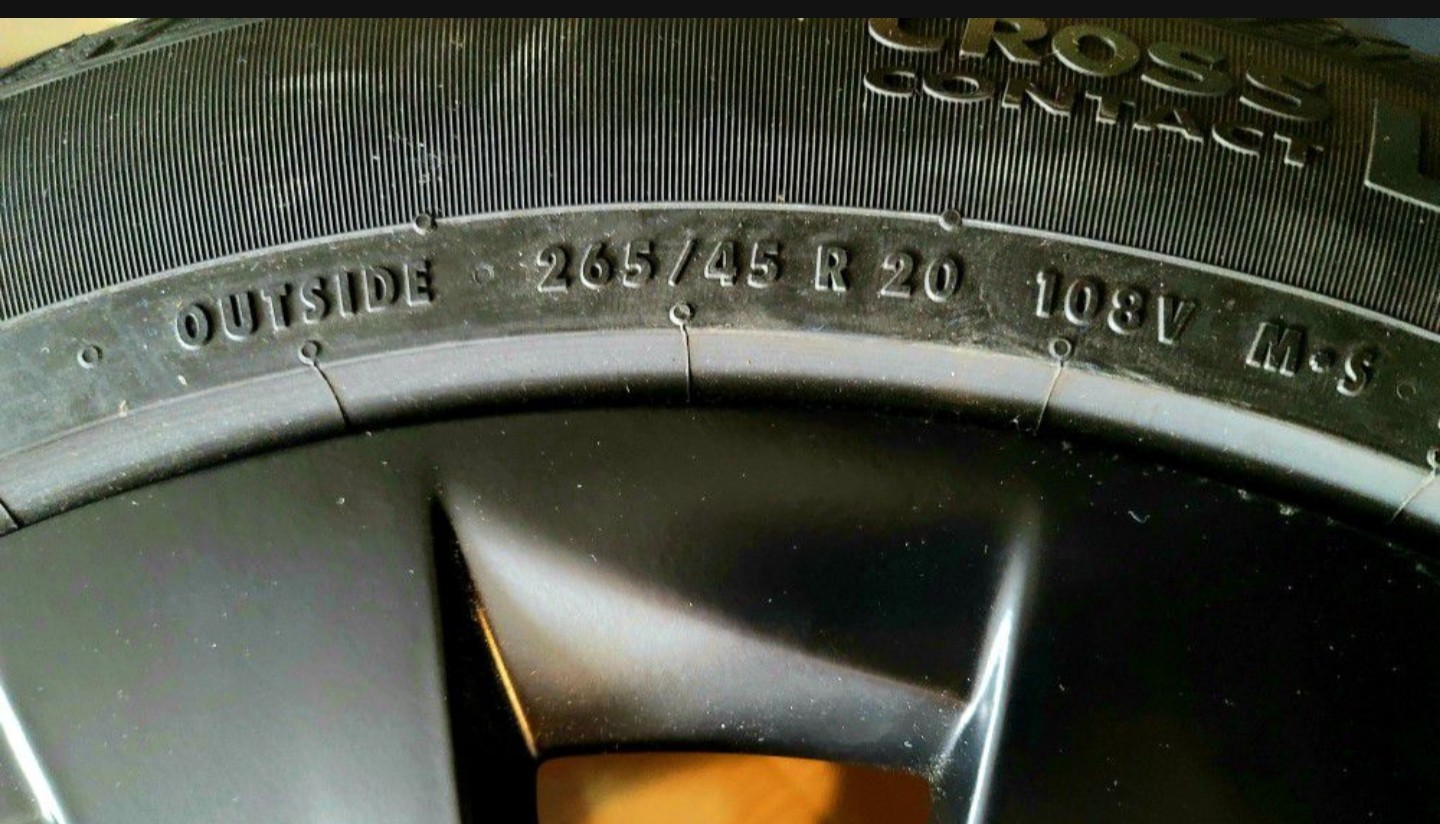 CROSS
CONTACT
OUTSIDE 265/45 R 20 108V M•S